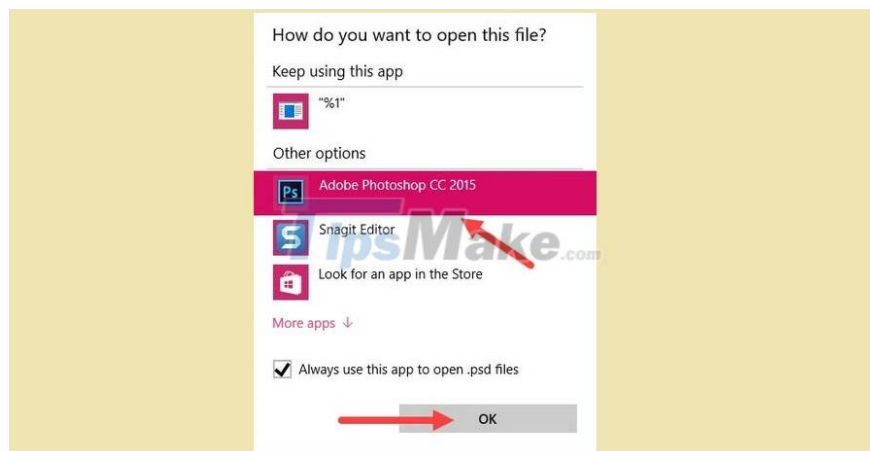 How do you want to open this file?
Keep using this app
"%1"
Other options
Ps Adobe Photoshop CC 2015
Snagit Editor
TipsMake.com
Look for an app in the Store
More apps ↓
Always use this app to open .psd files
OK